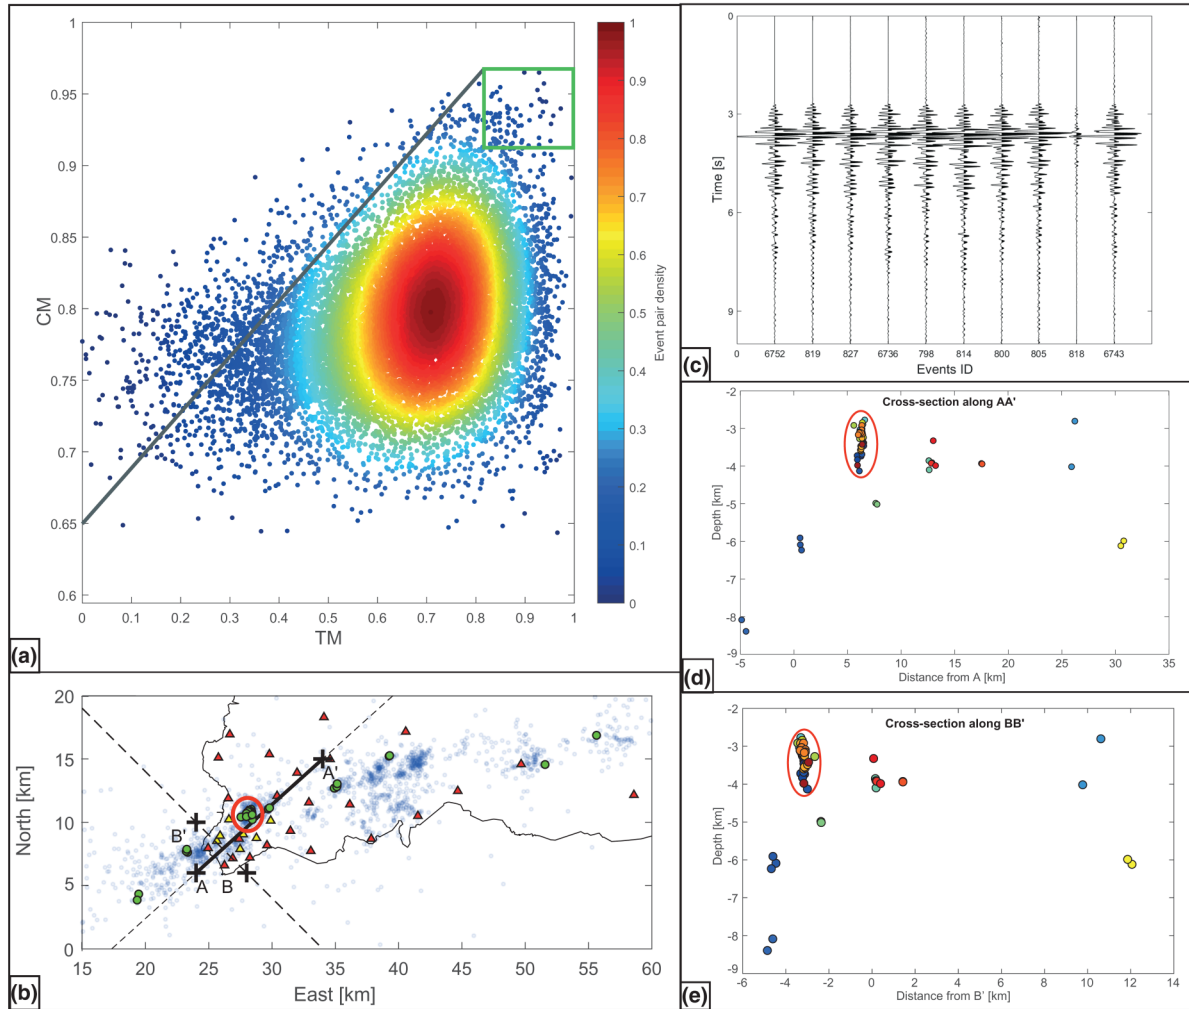 1
0.95
0.9
0.85
0.8
0.75
0.7
0.65
0.6
CM
0 0.1 0.2 0.3 0.4 0.5 0.6 0.7 0.8 0.9 1
TM
1
0.9
0.8
0.7
0.6
0.5
0.4
0.3
0.2
0.1
0
Event pair density
(a)
20
15
10
5
0
North [km]
A'
B'
A B
15 20 25 30 35 40 45 50 55 60
East [km]
(b)
0
3
6
9
Time [s]
0 6752 819 827 6736 798 814 800 805 818 6743
Events ID
(c)
Cross-section along AA'
-2
-3
-4
-5
-6
-7
-8
-9
Depth [km]
-5 0 5 10 15 20 25 30 35
Distance from A [km]
(d)
Cross-section along BB'
-2
-3
-4
-5
-6
-7
-8
-9
Depth [km]
-6 -4 -2 0 2 4 6 8 10 12 14
Distance from B' [km]
(e)